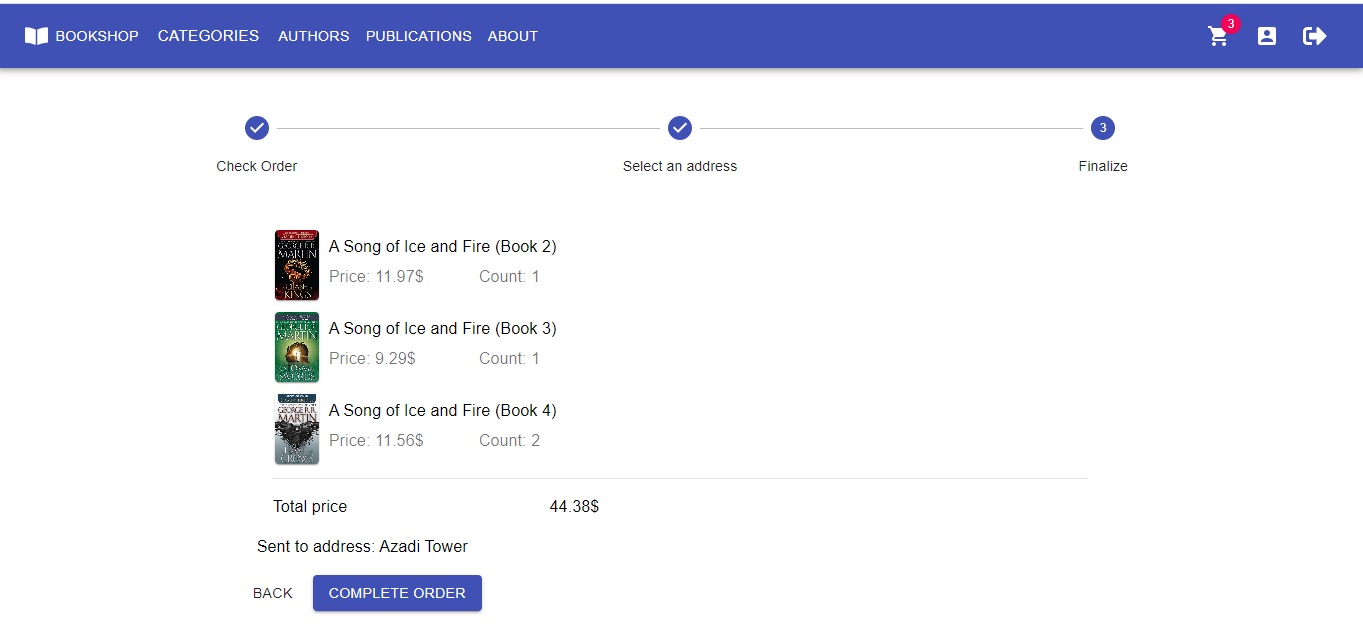 BOOKSHOP CATEGORIES AUTHORS PUBLICATIONS ABOUT 3
3
Check Order Select an address Finalize
GEORGE R.R.
MARTIN
KINGS
A Song of Ice and Fire (Book 2)
Price: 11.97$ Count: 1
GEORGE R.R.
MARTIN
SWORDS
A Song of Ice and Fire (Book 3)
Price: 9.29$ Count: 1
GEORGE R.R.
MARTIN
CROWS
A Song of Ice and Fire (Book 4)
Price: 11.56$ Count: 2
Total price 44.38$
Sent to address: Azadi Tower
BACK COMPLETE ORDER